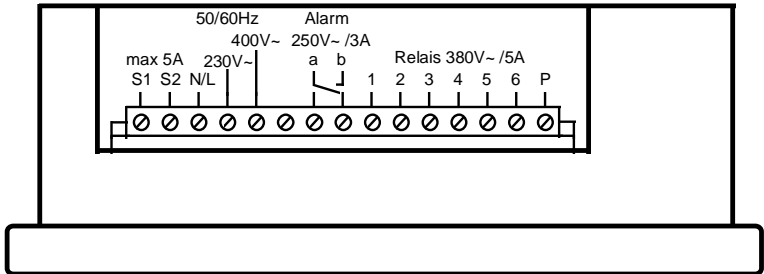 50/60Hz Alarm
400V~ 250V~ /3A
max 5A 230V~ a b Relais 380V~ /5A
S1 S2 N/L 1 2 3 4 5 6 P